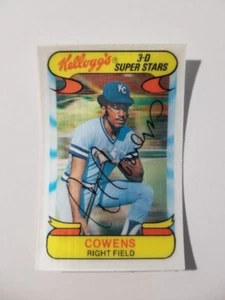 Kellogg's® 3-D
SUPER STARS
KC
COWENS
RIGHT FIELD